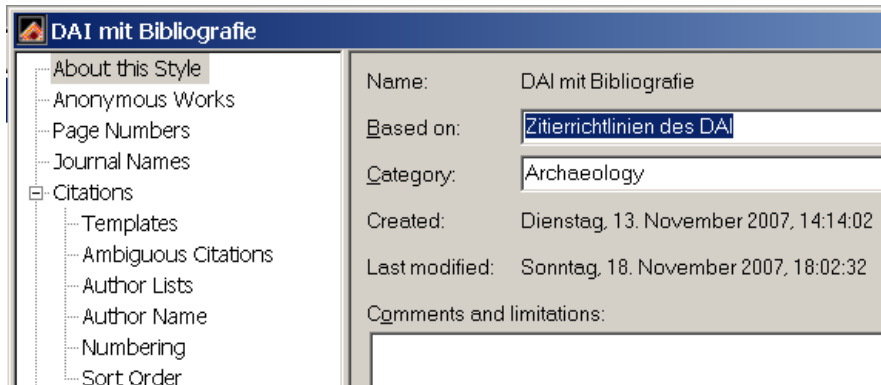 DAI mit Bibliografie
About this Style
Anonymous Works
Page Numbers
Journal Names
Citations
Templates
Ambiguous Citations
Author Lists
Author Name
Numbering
Sort Order
Name: DAI mit Bibliografie
Based on: Zitierrichtlinien des DAI
Category: Archaeology
Created: Dienstag, 13. November 2007, 14:14:02
Last modified: Sonntag, 18. November 2007, 18:02:32
Comments and limitations: